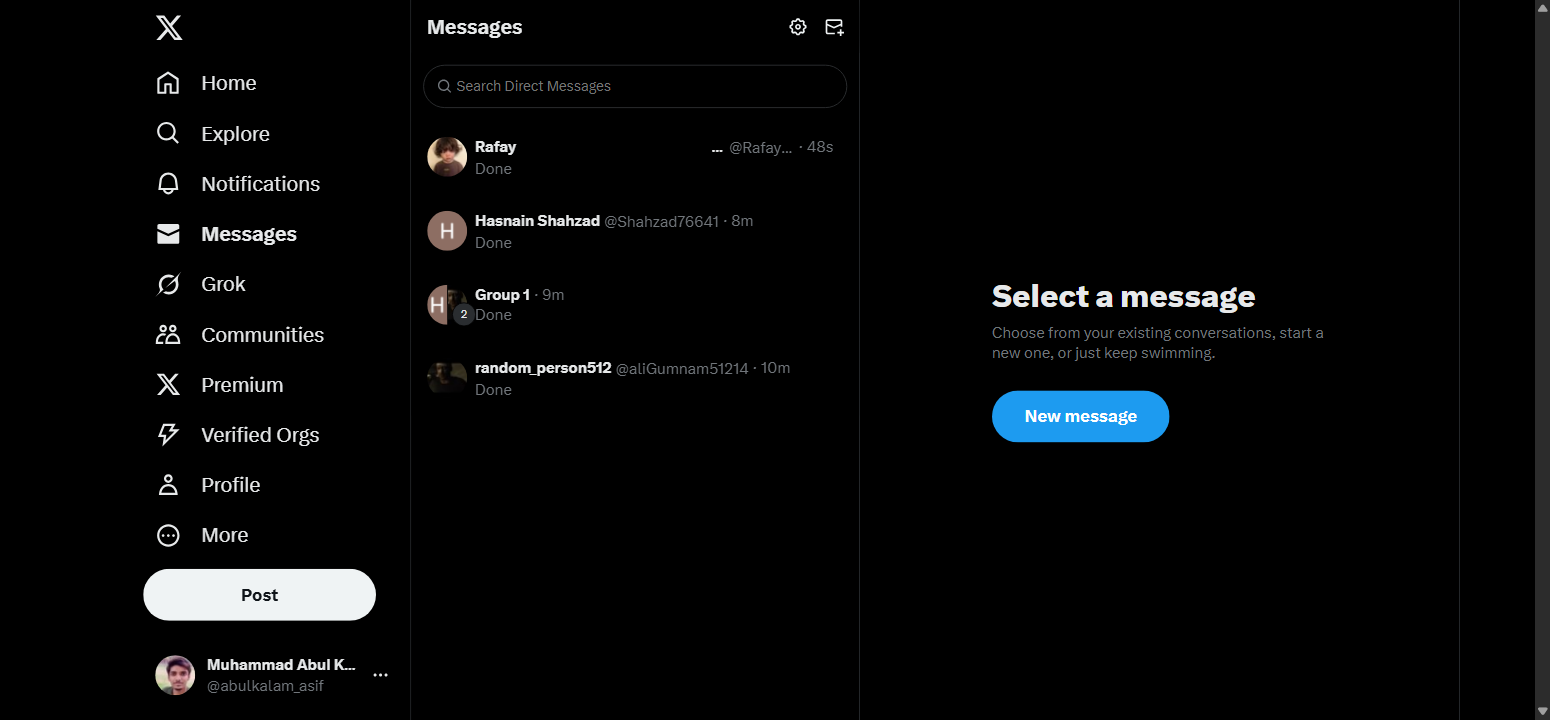 Home
Explore
Notifications
Messages
Grok
Communities
Premium
Verified Orgs
Profile
More
Post
Muhammad Abul K...
@abulkalam_asif
Messages
Search Direct Messages
Rafay ... @Rafay... · 48s
Done
H
Hasnain Shahzad @Shahzad76641 · 8m
Done
H
2
Group 1 · 9m
Done
random_person512 @aliGumnam51214 · 10m
Done
Select a message
Choose from your existing conversations, start a
new one, or just keep swimming.
New message